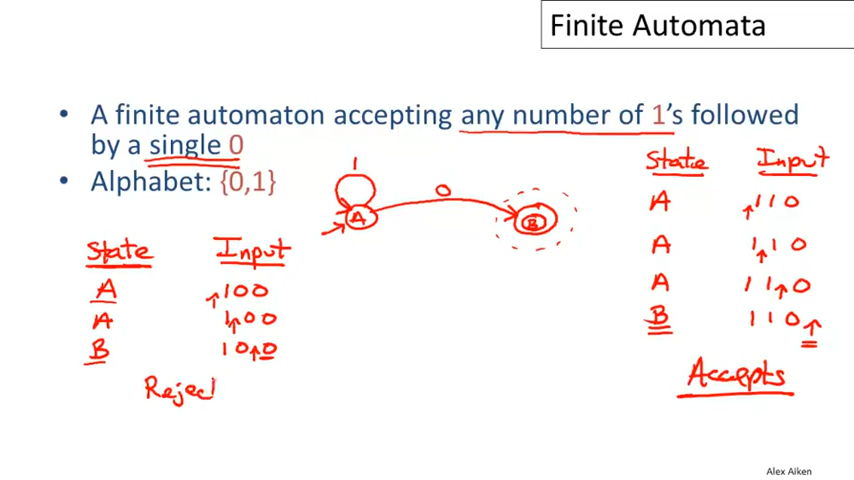 Finite Automata
• A finite automaton accepting any number of 1's followed
by a single 0
• Alphabet: {0,1}
1
0
A
B
State Input
A 100
A 100
B 100
Reject
State Input
A 110
A 110
A 110
B 110
Accepts
Alex Aiken